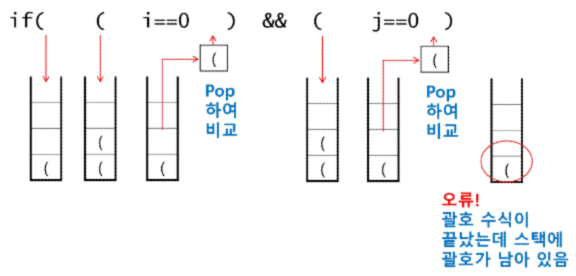 if( ( i==0 ) && ( j==0 )
( (
Pop
하여
비교
Pop
하여
비교
( (
( ( ( ( ( (
오류!
괄호 수식이
끝났는데 스택에
괄호가 남아 있음